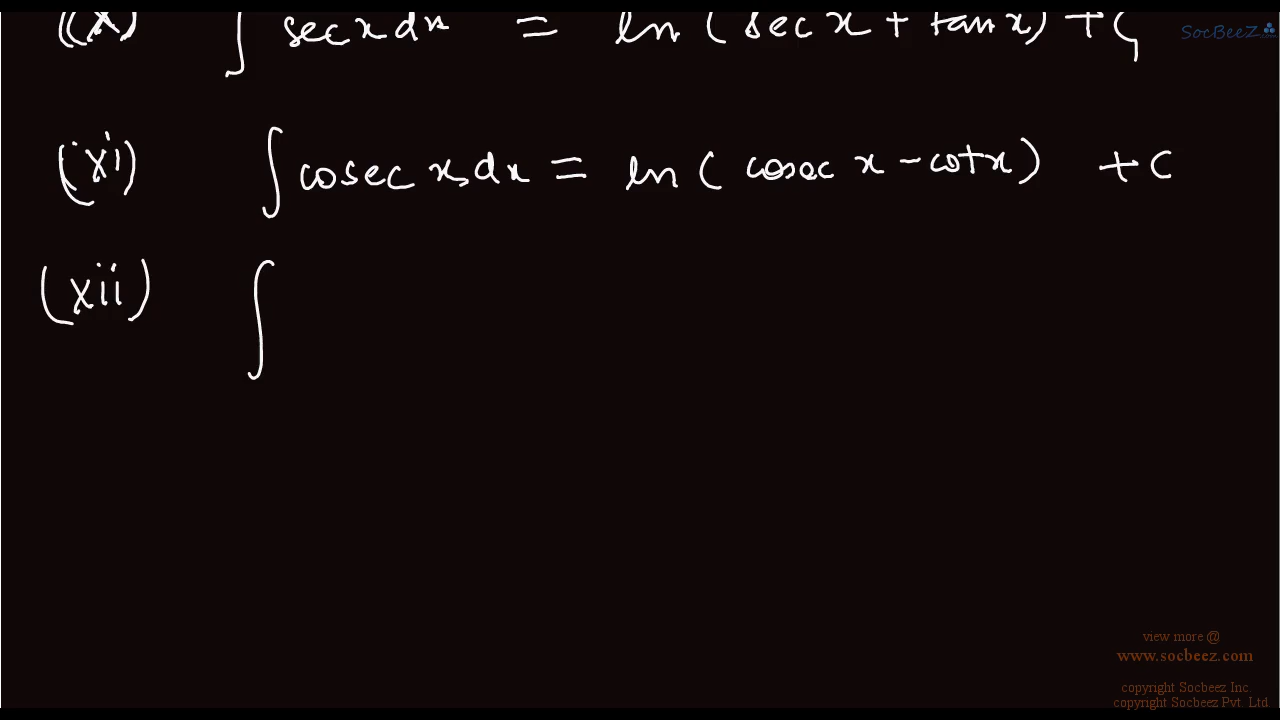 (x) ∫ sec x dx = ln ( sec x + tan x) + C SocBeeZ.com
(xi) ∫ cosec x dx = ln ( cosec x - cot x) + C
(xii) ∫
view more @
www.socbeez.com
copyright Socbeez Inc.
copyright Socbeez Pvt. Ltd.